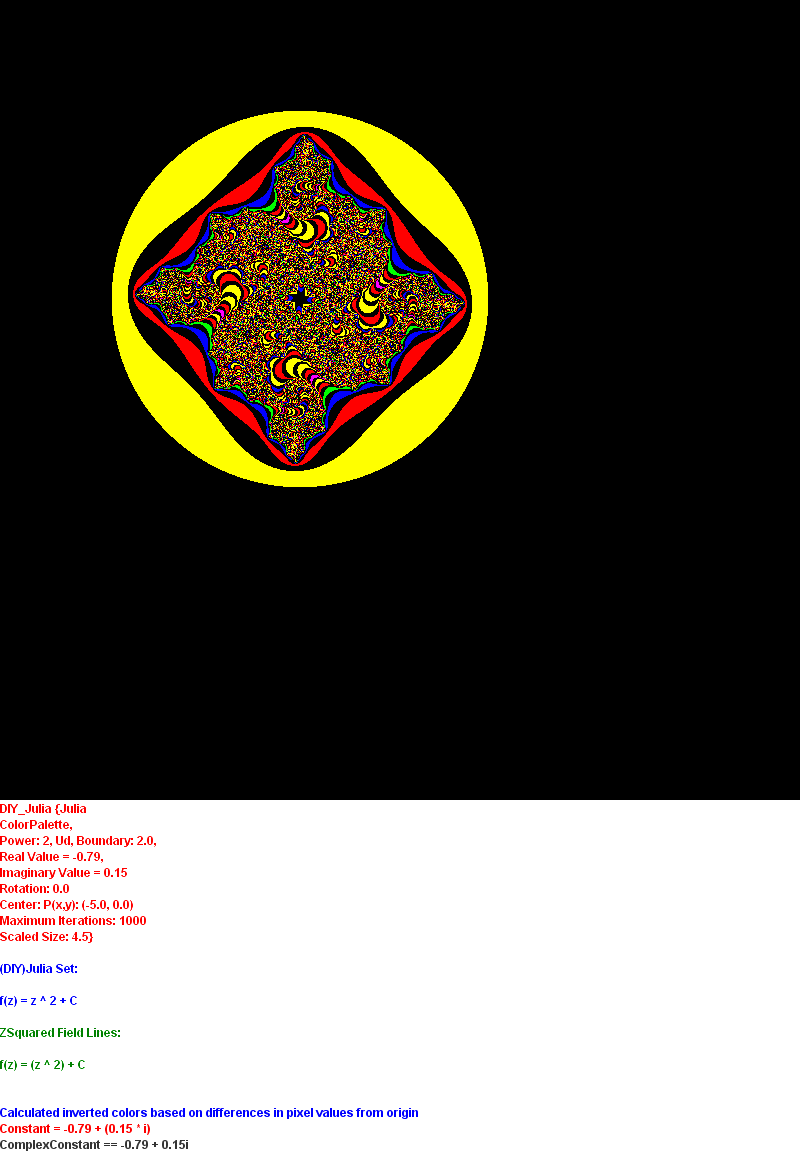 DIY_Julia {Julia
ColorPalette,
Power: 2, Ud, Boundary: 2.0,
Real Value = -0.79,
Imaginary Value = 0.15
Rotation: 0.0
Center: P(x,y): (-5.0, 0.0)
Maximum Iterations: 1000
Scaled Size: 4.5}
(DIY)Julia Set:
f(z) = z ^ 2 + C
ZSquared Field Lines:
f(z) = (z ^ 2) + C
Calculated inverted colors based on differences in pixel values from origin
Constant = -0.79 + (0.15 * i)
ComplexConstant == -0.79 + 0.15i